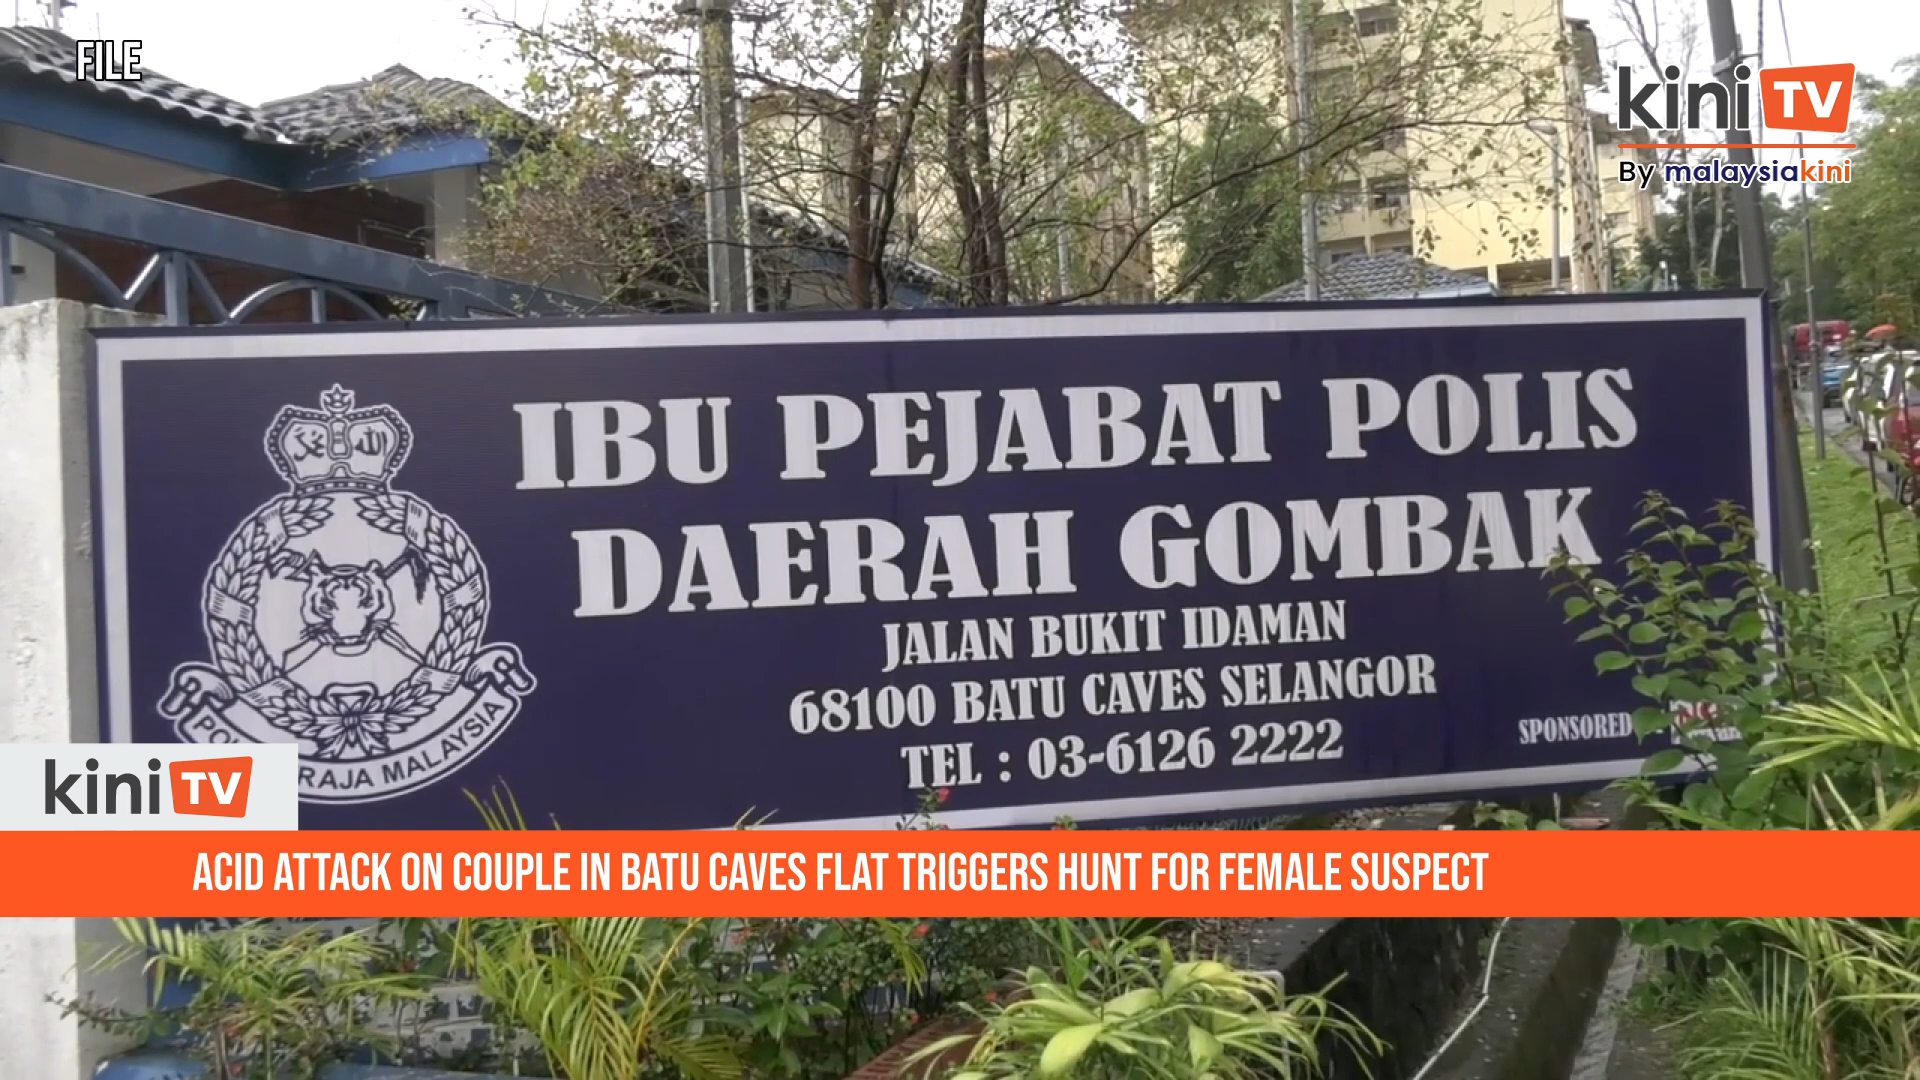 FILE
kini TV
By malaysiakini
IBU PEJABAT POLIS
DAERAH GOMBAK
JALAN BUKIT IDAMAN
68100 BATU CAVES SELANGOR
TEL : 03-6126 2222
SPONSORED
RAJA MALAYSIA
kini TV
ACID ATTACK ON COUPLE IN BATU CAVES FLAT TRIGGERS HUNT FOR FEMALE SUSPECT